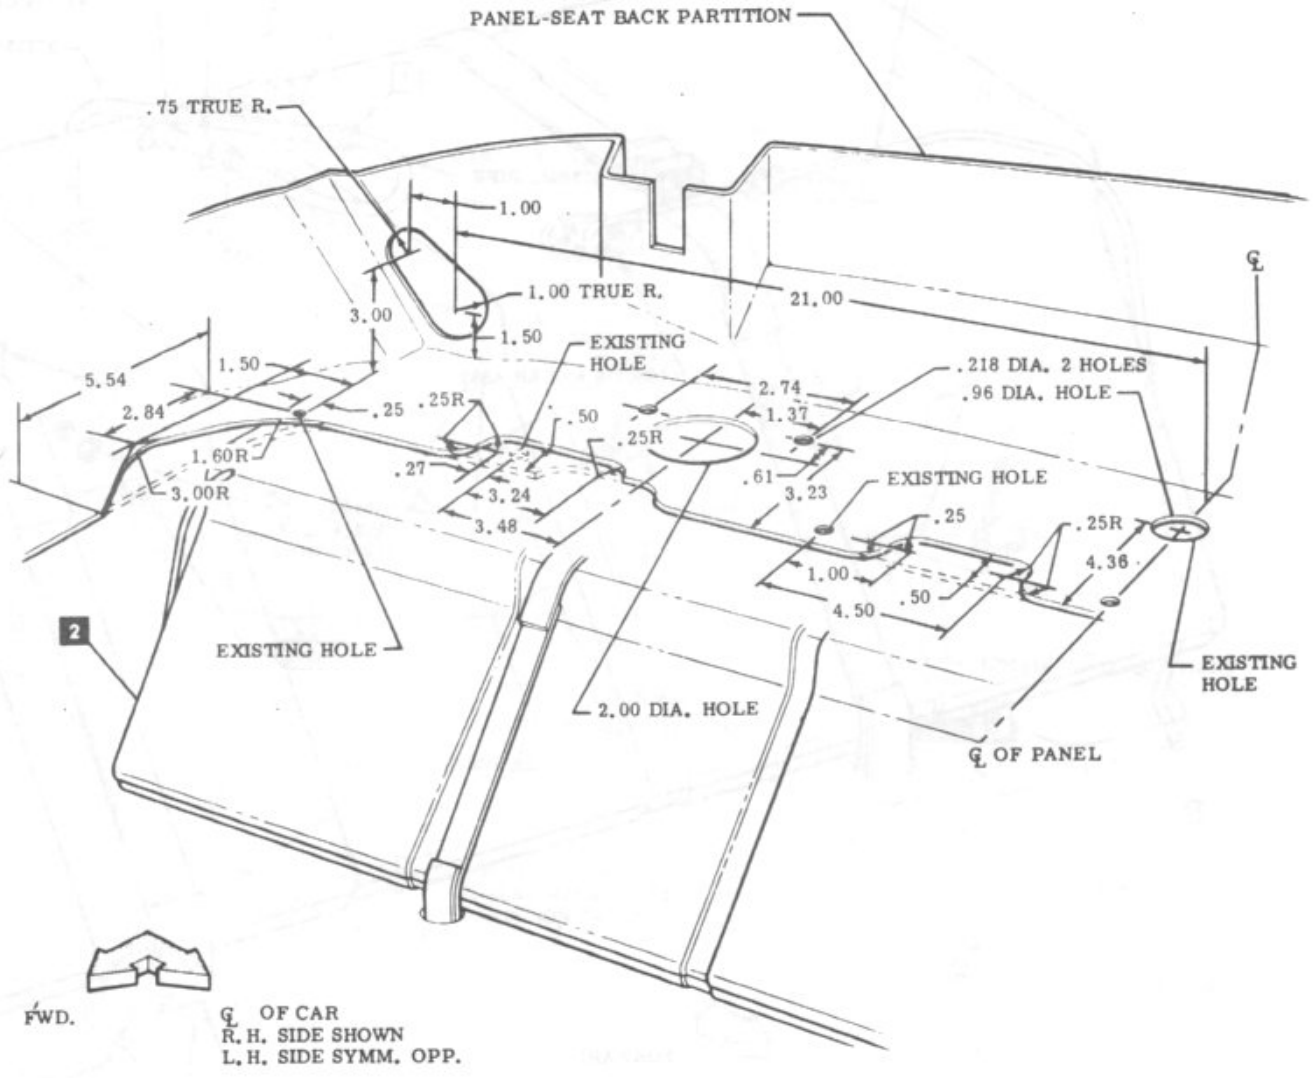 PANEL-SEAT BACK PARTITION
.75 TRUE R.
1.00
℄
21.00
1.00 TRUE R.
3.00
1.50
EXISTING
HOLE
1.50
.218 DIA. 2 HOLES
5.54
2.74
.96 DIA. HOLE
2.84
.25
.25R
.50
1.37
.25R
1.60R
.27
.61
EXISTING HOLE
3.00R
3.24
3.23
3.48
.25
.25R
4.36
1.00
.50
4.50
2
EXISTING HOLE
EXISTING
HOLE
2.00 DIA. HOLE
℄ OF PANEL
FWD.
℄ OF CAR
R.H. SIDE SHOWN
L.H. SIDE SYMM. OPP.